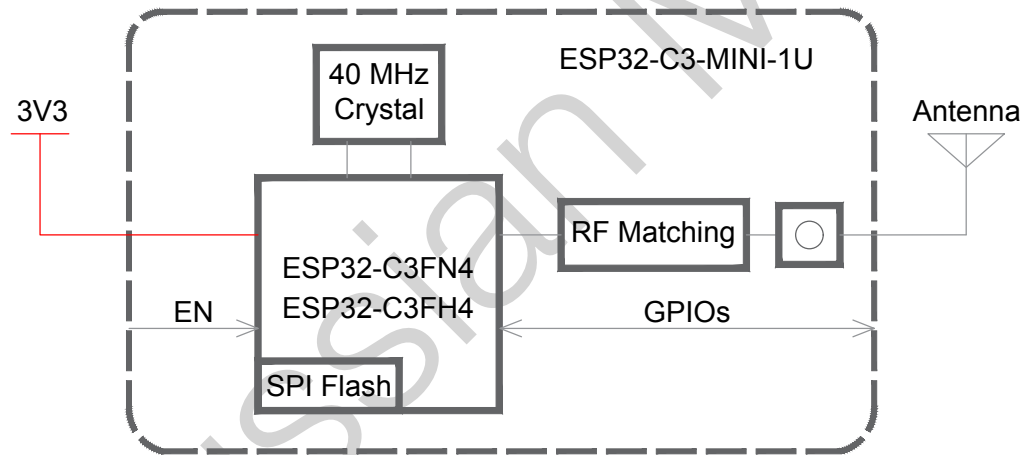 ESP32-C3-MINI-1U
40 MHz
Crystal
3V3
Antenna
RF Matching
ESP32-C3FN4
ESP32-C3FH4
EN
GPIOs
SPI Flash